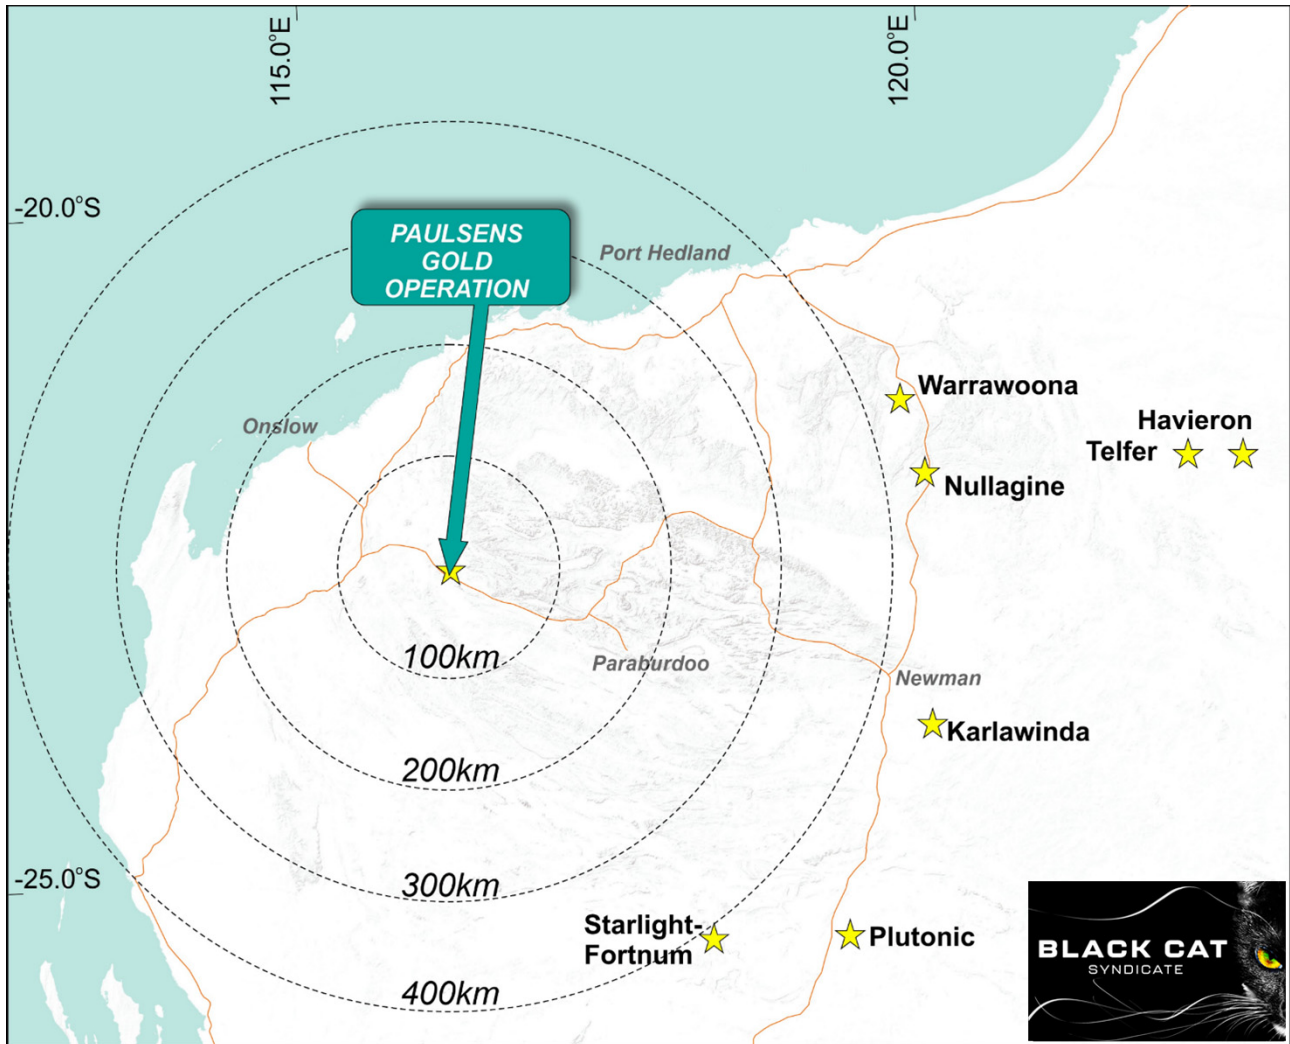 115.0°E
120.0°E
-20.0°S
PAULSENS
GOLD
OPERATION
Port Hedland
Warrawoona
Havieron
Onslow
Telfer
Nullagine
100km
Paraburdoo
Newman
Karlawinda
200km
-25.0°S
300km
Starlight-
Fortnum
Plutonic
BLACK CAT
SYNDICATE
400km